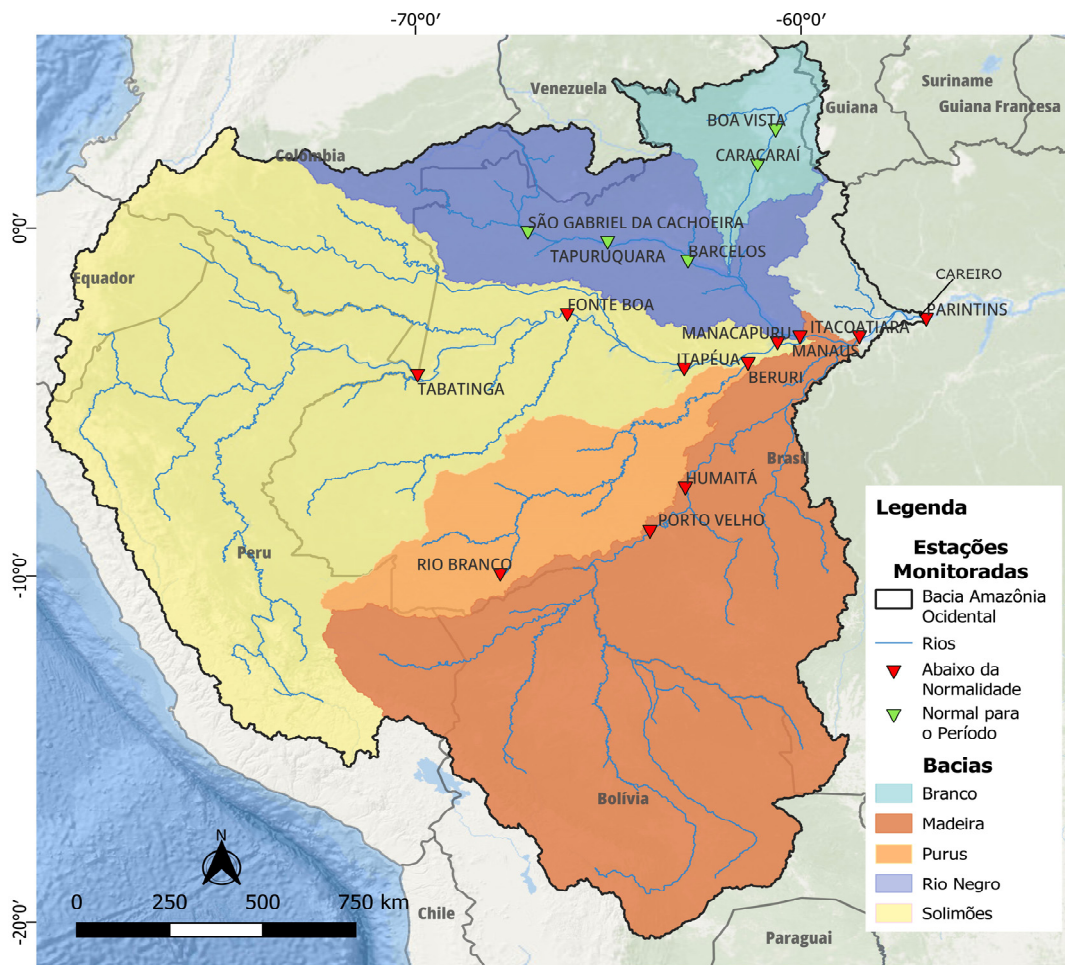 -70°0′
-60°0′
Venezuela
Suriname
Guiana
Guiana Francesa
BOA VISTA
Colômbia
CARACARAÍ
0°0′
SÃO GABRIEL DA CACHOEIRA
TAPURUQUARA
BARCELOS
Equador
CAREIRO
FONTE BOA
PARINTINS
MANACAPURU
ITACOATIARA
MANAUS
ITAPÉUA
BERURI
TABATINGA
Brasil
HUMAITÁ
PORTO VELHO
Peru
RIO BRANCO
-10°0′
Bolívia
N
0 250 500 750 km
Chile
-20°0′
Paraguai
Legenda
Estações
Monitoradas
Bacia Amazônia
Ocidental
Rios
Abaixo da
Normalidade
Normal para
o Período
Bacias
Branco
Madeira
Purus
Rio Negro
Solimões